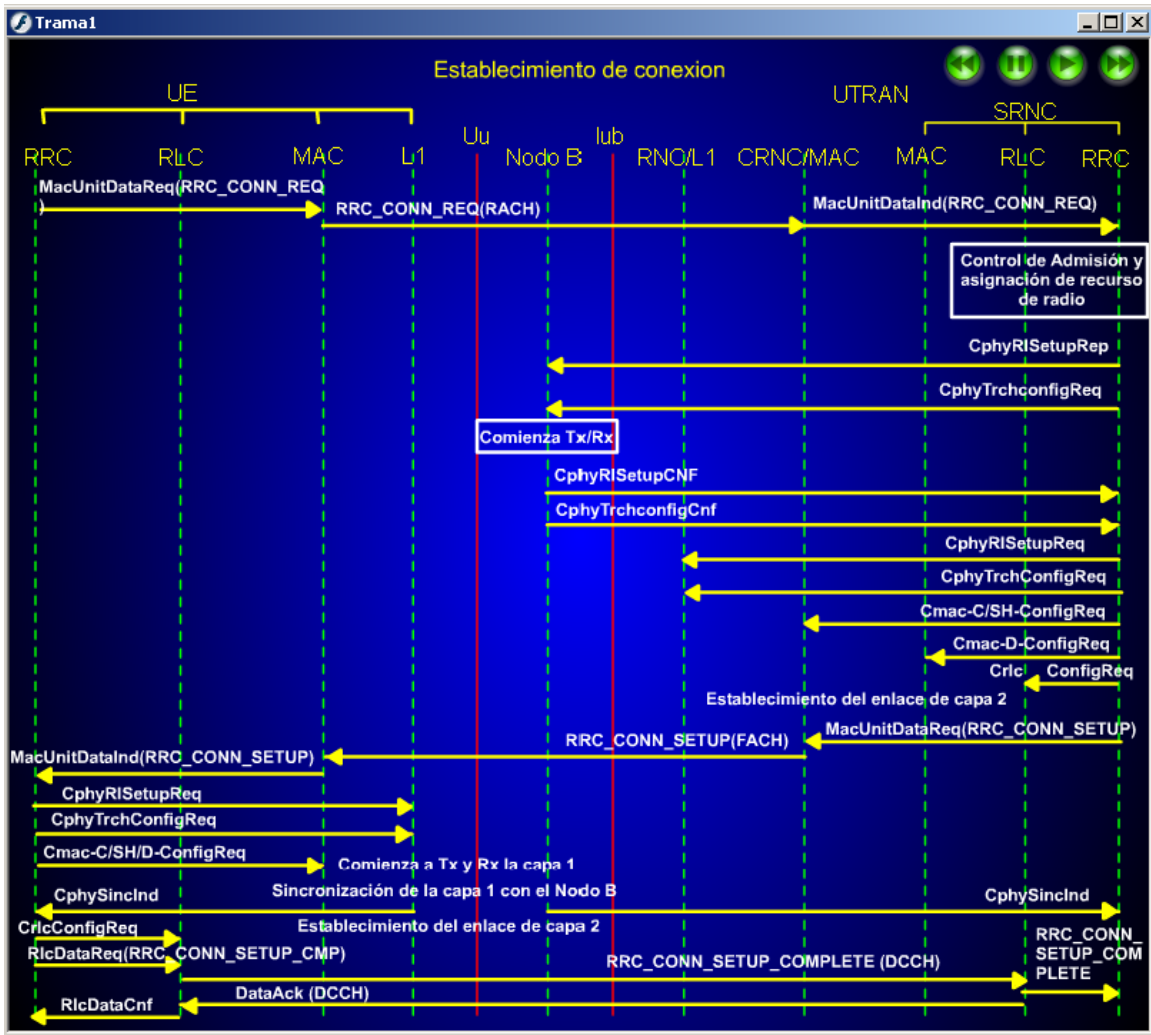 Trama1
Establecimiento de conexion
UE
UTRAN
SRNC
Uu
Iub
RRC
RLC
MAC
L1
Nodo B
RNC/L1
CRNC/MAC
MAC
RLC
RRC
MacUnitDataReq(RRC_CONN_REQ
)
RRC_CONN_REQ(RACH)
MacUnitDataInd(RRC_CONN_REQ)
Control de Admisión y
asignación de recurso
de radio
CphyRlSetupRep
CphyTrchconfigReq
Comienza Tx/Rx
CphyRlSetupCNF
CphyTrchconfigCnf
CphyRlSetupReq
CphyTrchConfigReq
Cmac-C/SH-ConfigReq
Cmac-D-ConfigReq
Crlc ConfigReq
Establecimiento del enlace de capa 2
MacUnitDataReq(RRC_CONN_SETUP)
RRC_CONN_SETUP(FACH)
MacUnitDataInd(RRC_CONN_SETUP)
CphyRlSetupReq
CphyTrchConfigReq
Cmac-C/SH/D-ConfigReq
Comienza a Tx y Rx la capa 1
Sincronización de la capa 1 con el Nodo B
CphySincInd
CphySincInd
CrlcConfigReq
Establecimiento del enlace de capa 2
RlcDataReq(RRC_CONN_SETUP_CMP)
RRC_CONN_SETUP_COMPLETE (DCCH)
RRC_CONN_
SETUP_COM
PLETE
DataAck (DCCH)
RlcDataCnf